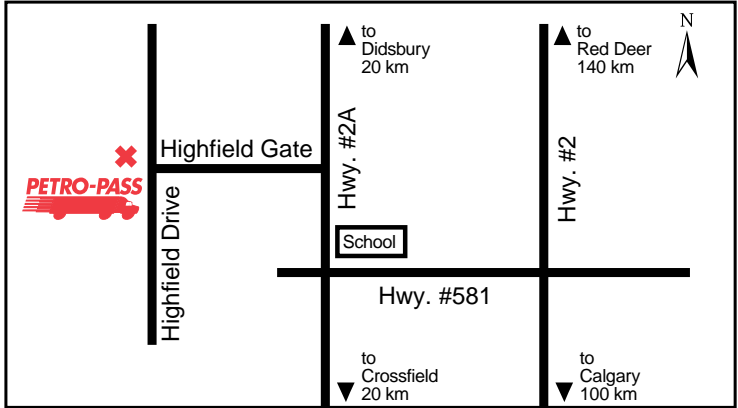 to
Didsbury
20 km
to
Red Deer
140 km
N
Highfield Gate
Hwy. #2A
Hwy. #2
PETRO-PASS
Highfield Drive
School
Hwy. #581
to
Crossfield
20 km
to
Calgary
100 km